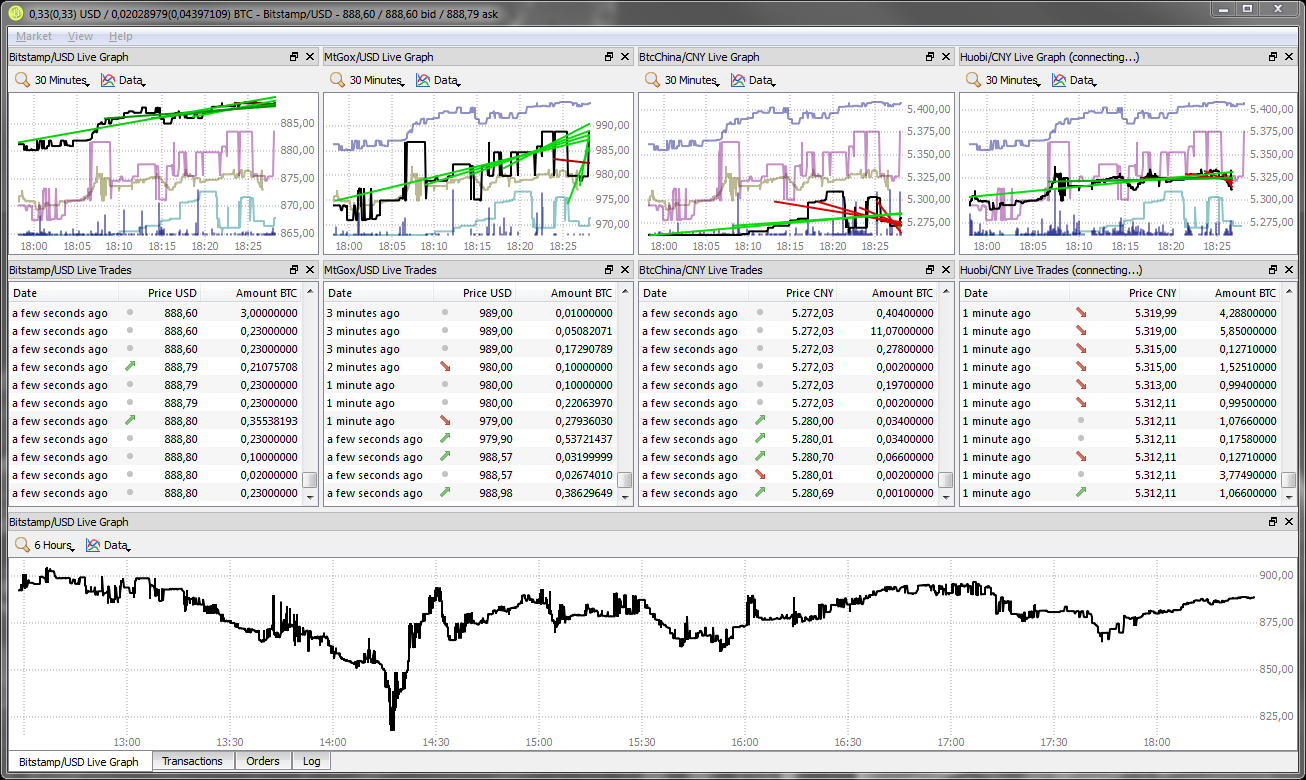 0,33(0,33) USD / 0,02028979(0,04397109) BTC - Bitstamp/USD - 888,60 / 888,60 bid / 888,79 ask
Market View Help
Bitstamp/USD Live Graph
30 Minutes Data
885,00
880,00
875,00
870,00
865,00
18:00 18:05 18:10 18:15 18:20 18:25
MtGox/USD Live Graph
30 Minutes Data
990,00
985,00
980,00
975,00
970,00
18:00 18:05 18:10 18:15 18:20 18:25
BtcChina/CNY Live Graph
30 Minutes Data
5.400,00
5.375,00
5.350,00
5.325,00
5.300,00
5.275,00
18:00 18:05 18:10 18:15 18:20 18:25
Huobi/CNY Live Graph (connecting...)
30 Minutes Data
5.400,00
5.375,00
5.350,00
5.325,00
5.300,00
5.275,00
18:00 18:05 18:10 18:15 18:20 18:25
Bitstamp/USD Live Trades
Date Price USD Amount BTC
a few seconds ago 888,60 3,00000000
a few seconds ago 888,60 0,23000000
a few seconds ago 888,60 0,23000000
a few seconds ago 888,79 0,21075708
a few seconds ago 888,79 0,23000000
a few seconds ago 888,79 0,23000000
a few seconds ago 888,80 0,35538193
a few seconds ago 888,80 0,23000000
a few seconds ago 888,80 0,10000000
a few seconds ago 888,80 0,02000000
a few seconds ago 888,80 0,23000000
MtGox/USD Live Trades
Date Price USD Amount BTC
3 minutes ago 989,00 0,01000000
3 minutes ago 989,00 0,05082071
3 minutes ago 989,00 0,17290789
2 minutes ago 980,00 0,10000000
1 minute ago 980,00 0,10000000
1 minute ago 980,00 0,22063970
1 minute ago 979,00 0,27936030
a few seconds ago 979,90 0,53721437
a few seconds ago 988,57 0,03199999
a few seconds ago 988,57 0,02674010
a few seconds ago 988,98 0,38629649
BtcChina/CNY Live Trades
Date Price CNY Amount BTC
a few seconds ago 5.272,03 0,40400000
a few seconds ago 5.272,03 11,07000000
a few seconds ago 5.272,03 0,27800000
a few seconds ago 5.272,03 0,00200000
a few seconds ago 5.272,03 0,19700000
a few seconds ago 5.272,03 0,00200000
a few seconds ago 5.280,00 0,03400000
a few seconds ago 5.280,01 0,03400000
a few seconds ago 5.280,70 0,06600000
a few seconds ago 5.280,01 0,00200000
a few seconds ago 5.280,69 0,00100000
Huobi/CNY Live Trades (connecting...)
Date Price CNY Amount BTC
1 minute ago 5.319,99 4,28800000
1 minute ago 5.319,00 5,85000000
1 minute ago 5.315,00 0,12710000
1 minute ago 5.315,00 1,52510000
1 minute ago 5.313,00 0,99400000
1 minute ago 5.312,11 0,99500000
1 minute ago 5.312,11 1,07660000
1 minute ago 5.312,11 0,17580000
1 minute ago 5.312,11 0,12710000
1 minute ago 5.312,11 3,77490000
1 minute ago 5.312,11 1,06600000
Bitstamp/USD Live Graph
6 Hours Data
900,00
875,00
850,00
825,00
13:00 13:30 14:00 14:30 15:00 15:30 16:00 16:30 17:00 17:30 18:00
Bitstamp/USD Live Graph Transactions Orders Log